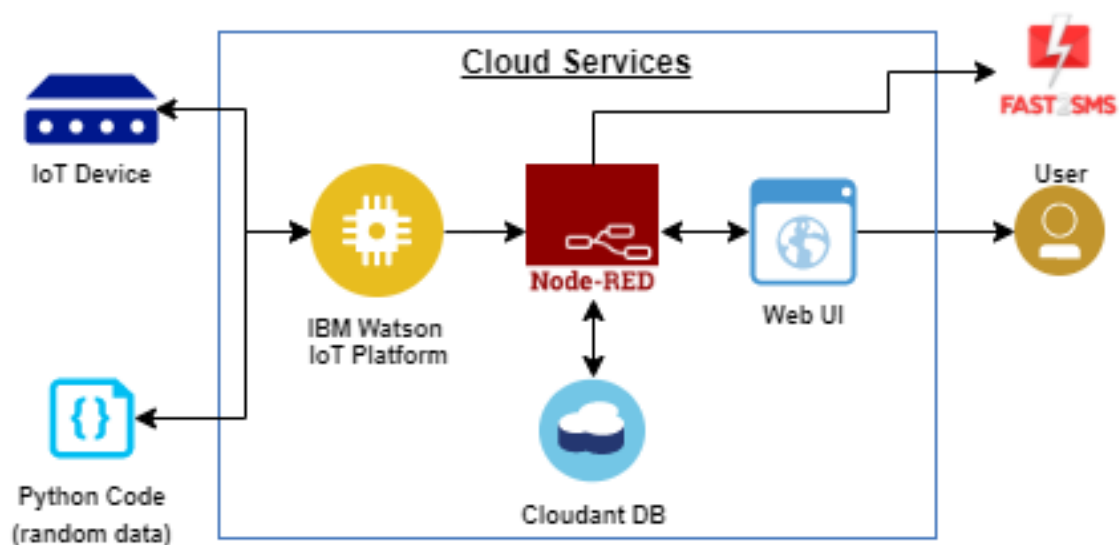 Cloud Services
FAST2SMS
IoT Device
User
Node-RED
IBM Watson
IoT Platform
Web UI
{}
Python Code
(random data)
Cloudant DB